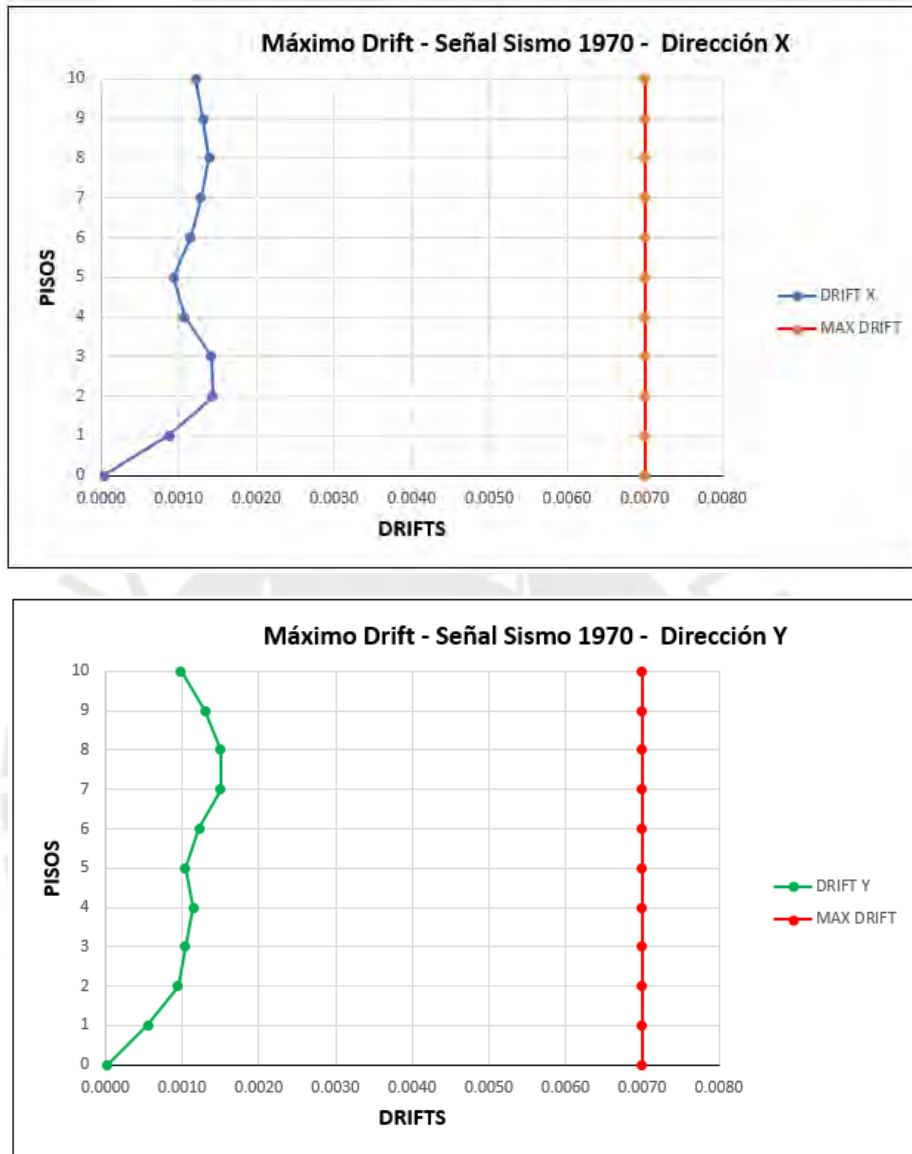 Máximo Drift - Señal Sismo 1970 - Dirección X
10
9
8
7
6
5
4
3
2
1
0
PISOS
0.0000 0.0010 0.0020 0.0030 0.0040 0.0050 0.0060 0.0070 0.0080
DRIFTS
DRIFT X
MAX DRIFT
Máximo Drift - Señal Sismo 1970 - Dirección Y
10
9
8
7
6
5
4
3
2
1
0
PISOS
0.0000 0.0010 0.0020 0.0030 0.0040 0.0050 0.0060 0.0070 0.0080
DRIFTS
DRIFT Y
MAX DRIFT